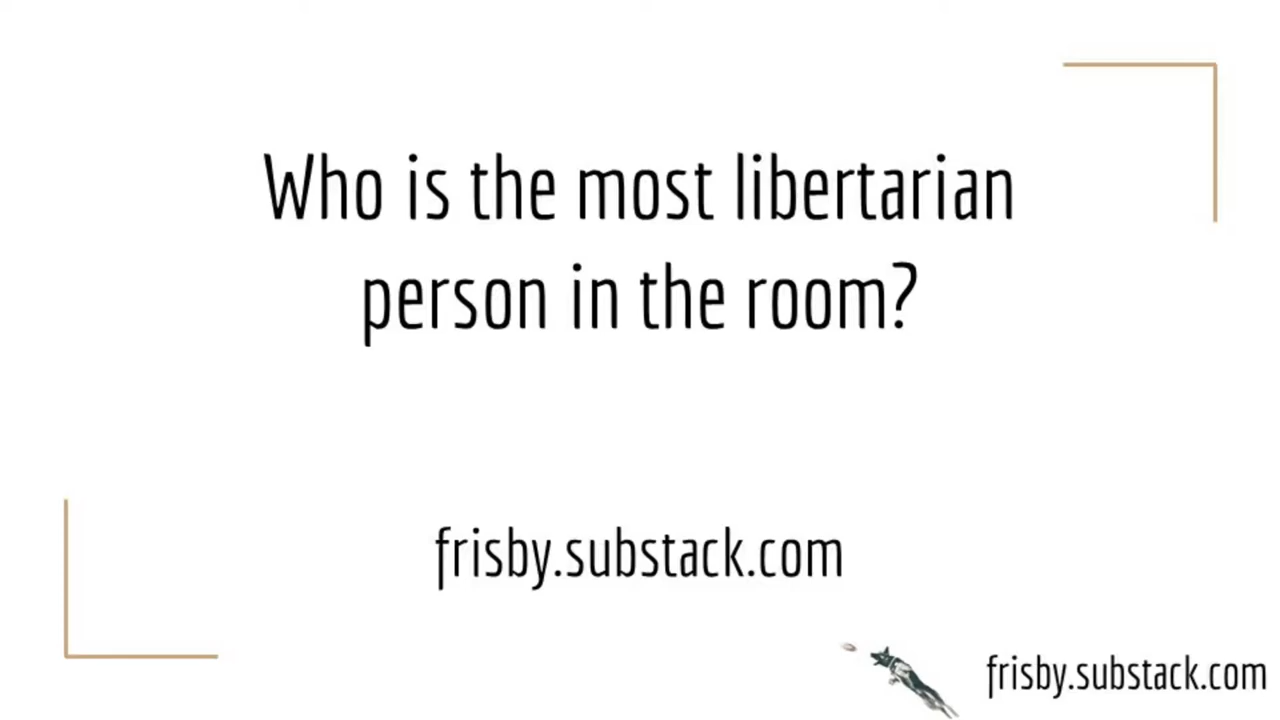 Who is the most libertarian
person in the room?
frisby.substack.com
frisby.substack.com